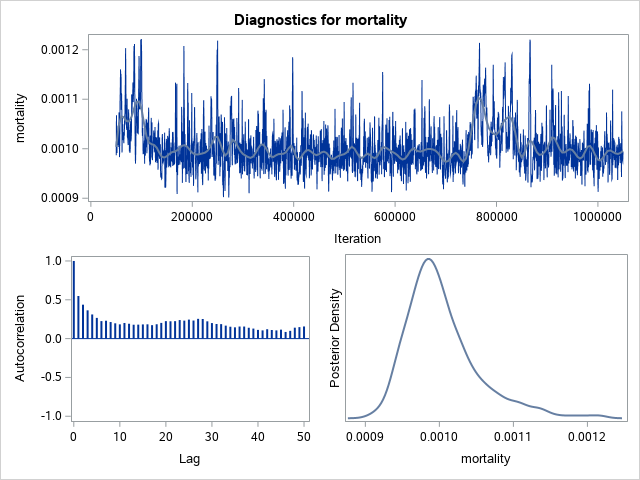 Diagnostics for mortality
0.0012
0.0011
0.0010
0.0009
mortality
0 200000 400000 600000 800000 1000000
Iteration
1.0
0.5
0.0
-0.5
-1.0
Autocorrelation
0 10 20 30 40 50
Lag
Posterior Density
0.0009 0.0010 0.0011 0.0012
mortality